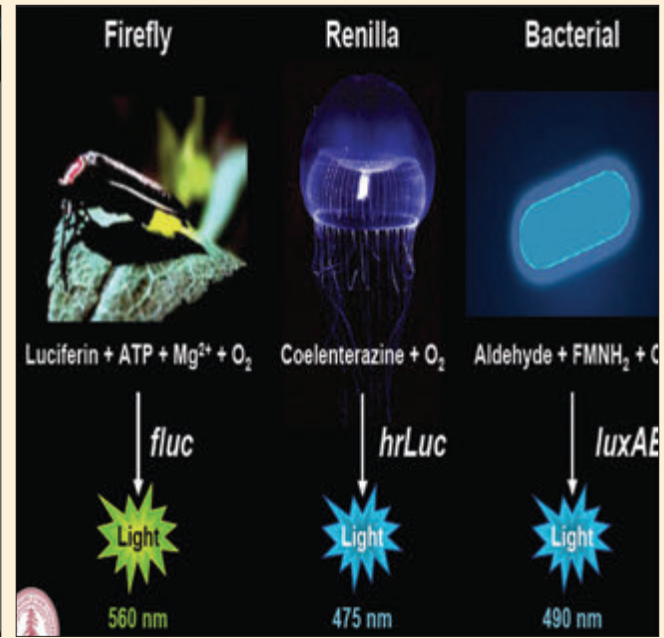 Firefly Renilla Bacterial
Luciferin + ATP + Mg²⁺ + O₂ Coelenterazine + O₂ Aldehyde + FMNH₂ +
fluc hrLuc
Light Light Light
560 nm 475 nm 490 nm